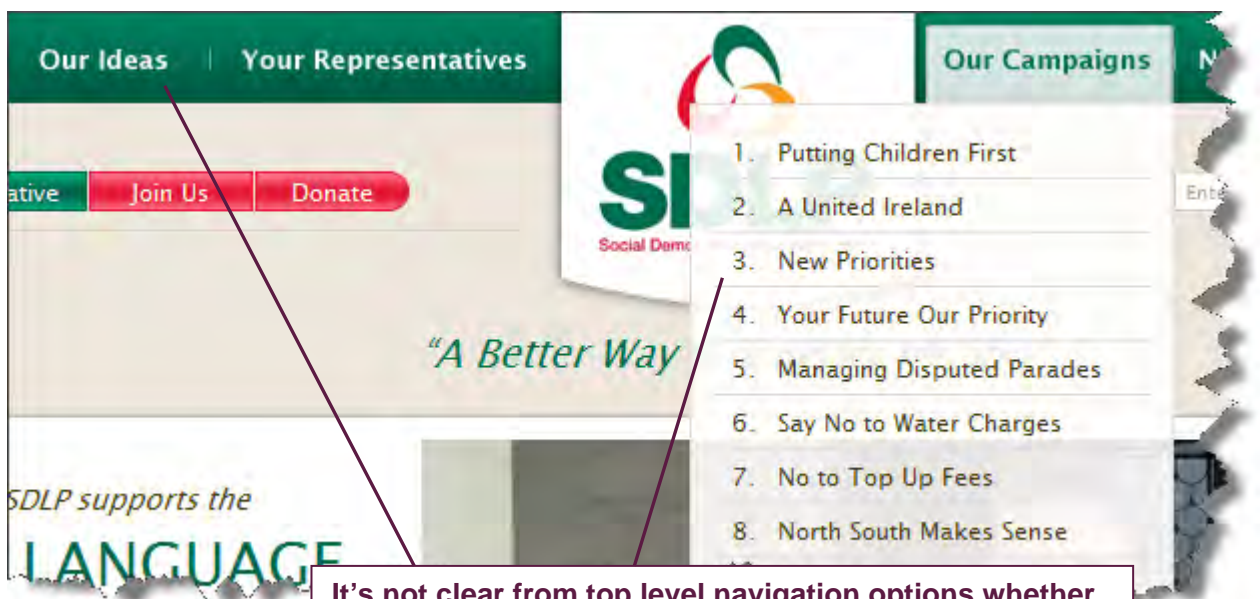 Our Ideas | Your Representatives
Our Campaigns
1. Putting Children First
2. A United Ireland
3. New Priorities
4. Your Future Our Priority
5. Managing Disputed Parades
6. Say No to Water Charges
7. No to Top Up Fees
8. North South Makes Sense
Join Us
Donate
Social
"A Better Way
SDLP supports the
LANGUAGE
It's not clear from top level navigation options whether